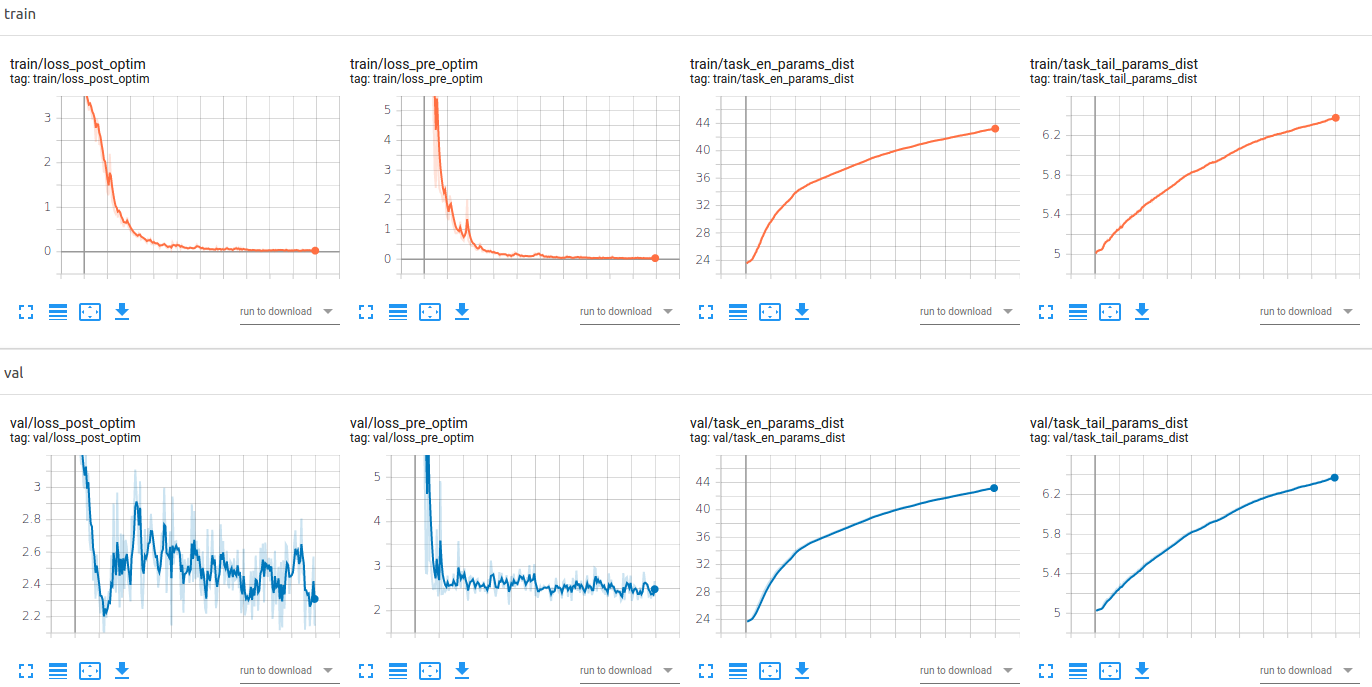 train
train/loss_post_optim
tag: train/loss_post_optim
3
2
1
0
run to download
train/loss_pre_optim
tag: train/loss_pre_optim
5
4
3
2
1
0
run to download
train/task_en_params_dist
tag: train/task_en_params_dist
44
40
36
32
28
24
run to download
train/task_tail_params_dist
tag: train/task_tail_params_dist
6.2
5.8
5.4
5
run to download
val
val/loss_post_optim
tag: val/loss_post_optim
3
2.8
2.6
2.4
2.2
run to download
val/loss_pre_optim
tag: val/loss_pre_optim
5
4
3
2
run to download
val/task_en_params_dist
tag: val/task_en_params_dist
44
40
36
32
28
24
run to download
val/task_tail_params_dist
tag: val/task_tail_params_dist
6.2
5.8
5.4
5
run to download